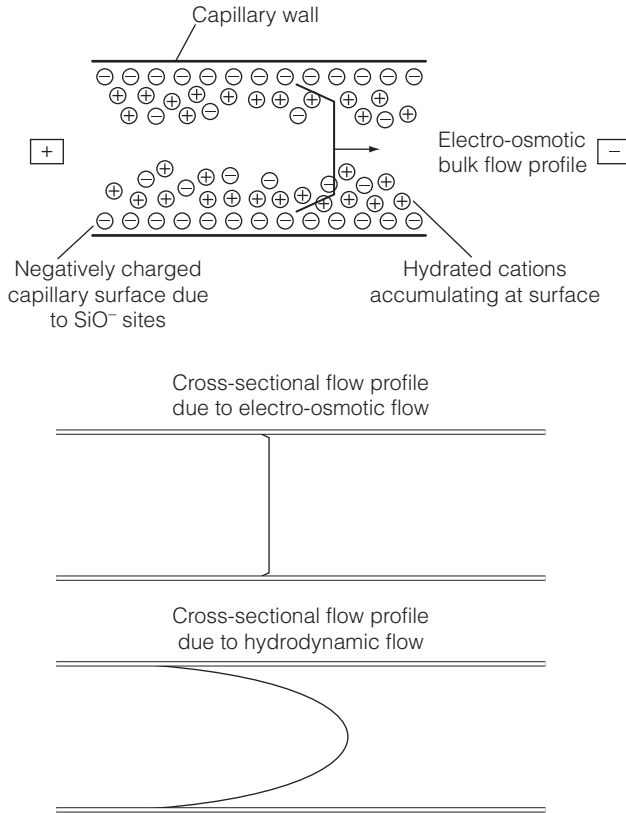 Capillary wall
+
Electro-osmotic
bulk flow profile
−
Negatively charged
capillary surface due
to SiO⁻ sites
Hydrated cations
accumulating at surface
Cross-sectional flow profile
due to electro-osmotic flow
Cross-sectional flow profile
due to hydrodynamic flow